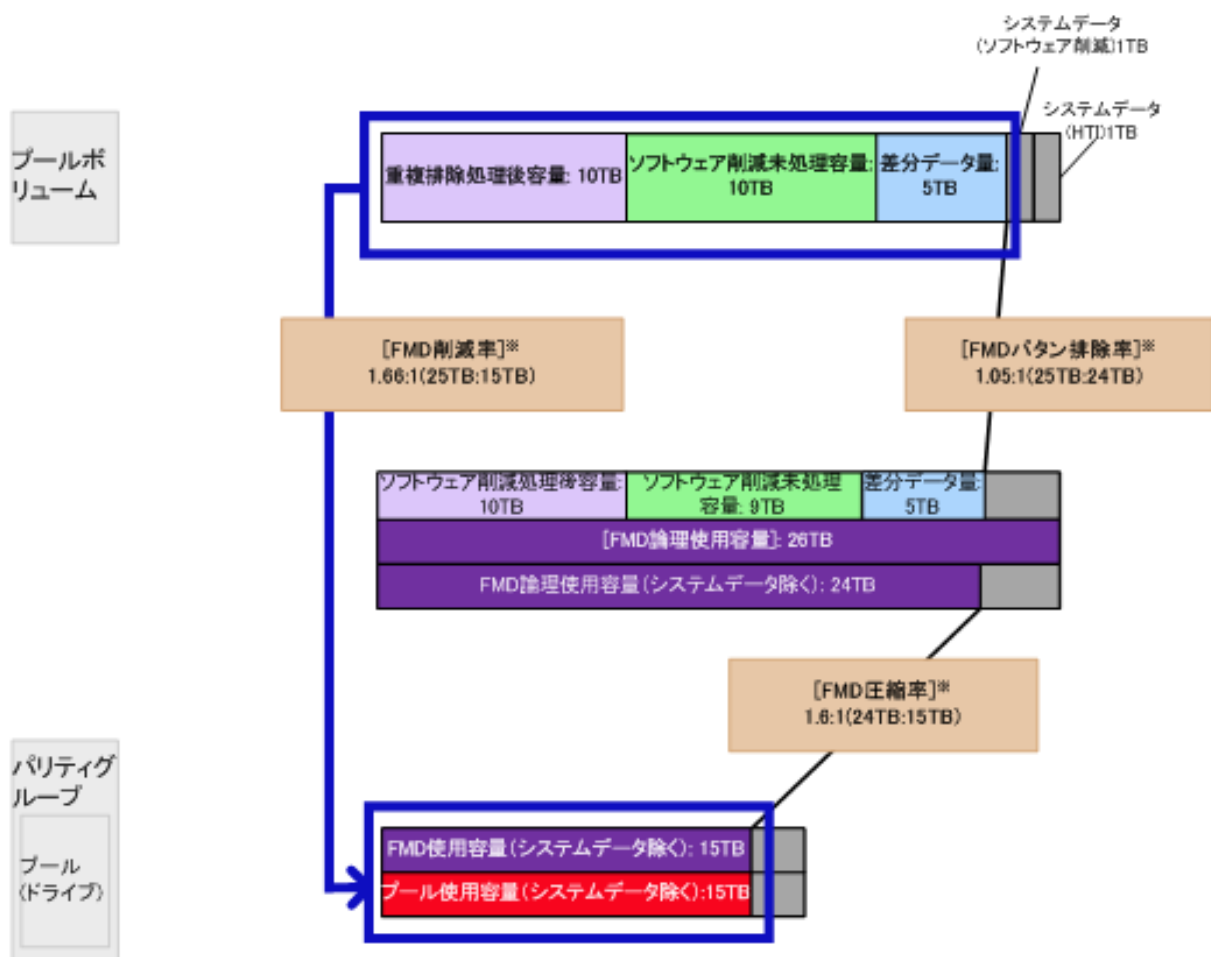 システムデータ
(ソフトウェア削減)1TB
システムデータ
(HTI)1TB
プールボ
リューム
重複排除処理後容量: 10TB
ソフトウェア削減未処理容量:
10TB
差分データ量:
5TB
[FMD削減率]※
1.66:1(25TB:15TB)
[FMDパタン排除率]※
1.05:1(25TB:24TB)
ソフトウェア削減処理後容量:
10TB
ソフトウェア削減未処理
容量: 9TB
差分データ量:
5TB
[FMD論理使用容量]: 26TB
FMD論理使用容量(システムデータ除く): 24TB
[FMD圧縮率]※
1.6:1(24TB:15TB)
パリティグ
ループ
プール
(ドライブ)
FMD使用容量(システムデータ除く): 15TB
プール使用容量(システムデータ除く):15TB